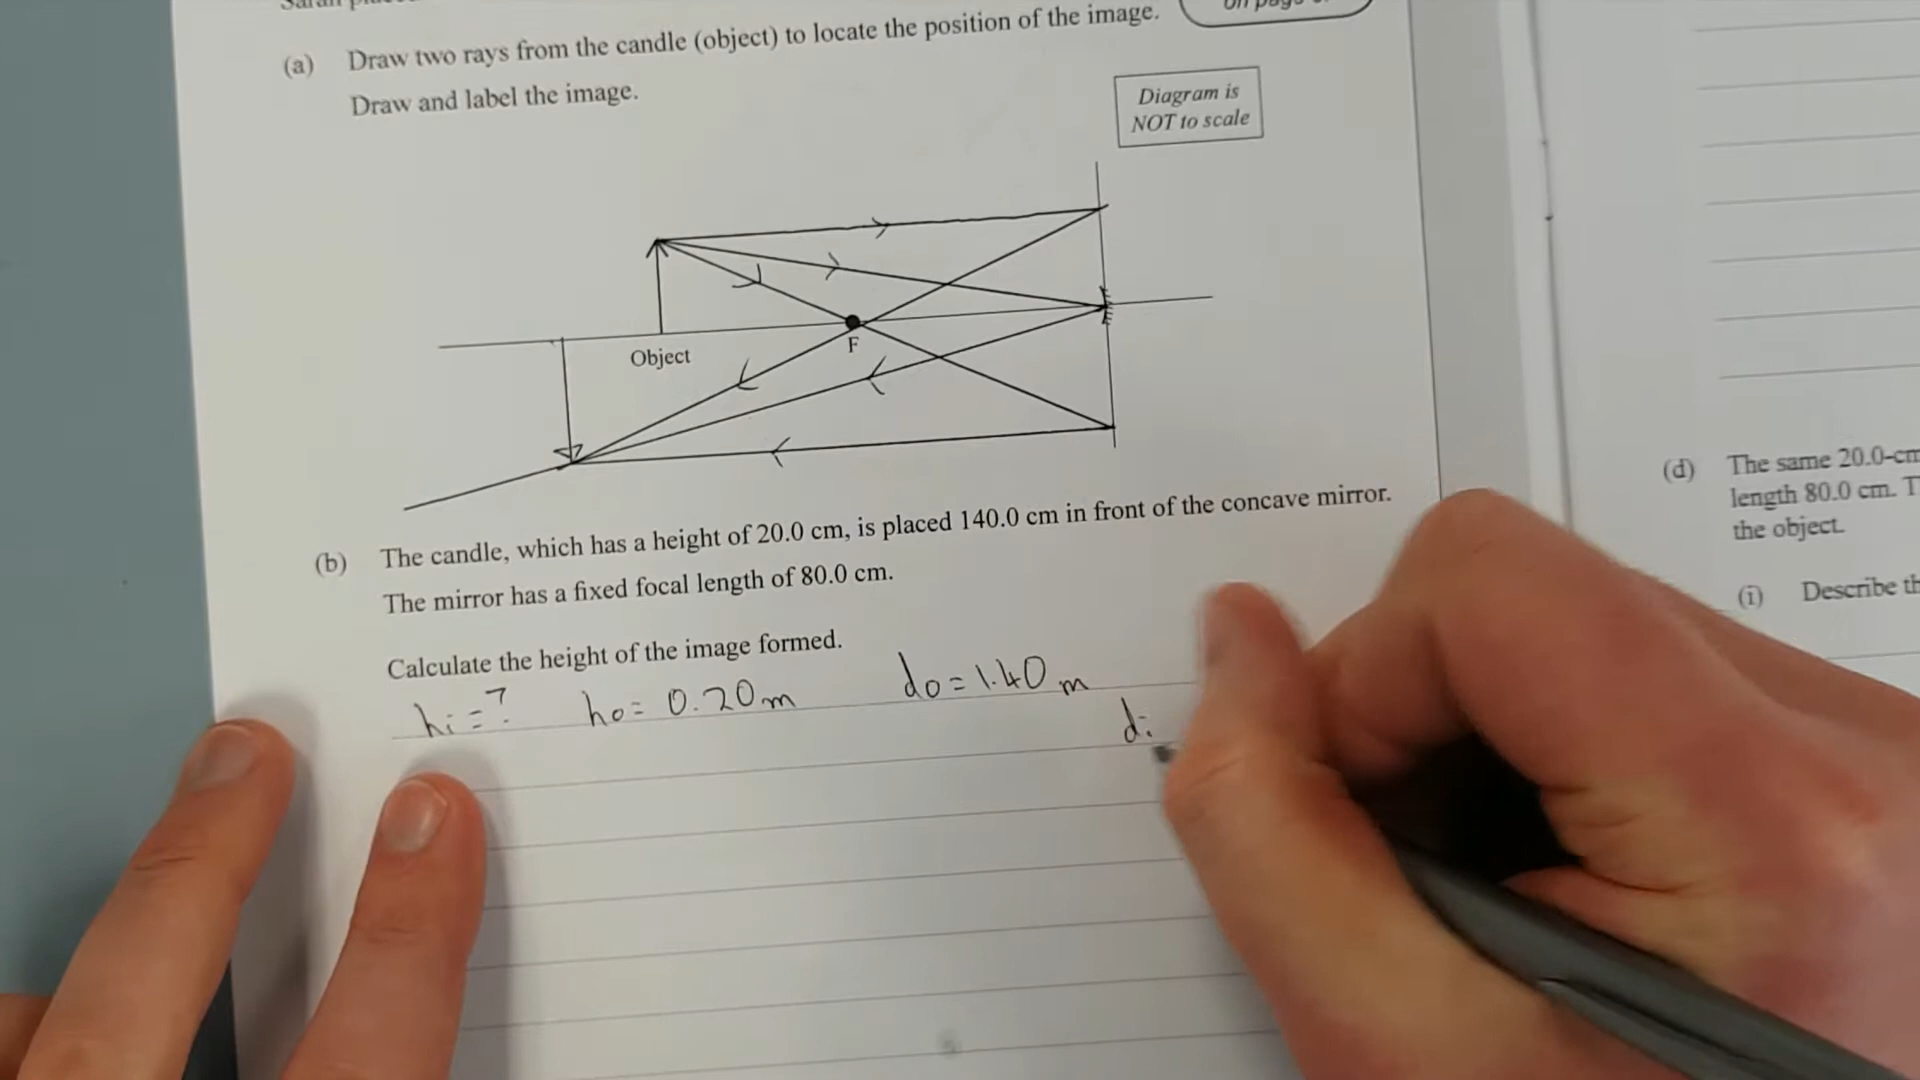 (a) Draw two rays from the candle (object) to locate the position of the image.
Draw and label the image.
Diagram is
NOT to scale
Object
F
(b) The candle, which has a height of 20.0 cm, is placed 140.0 cm in front of the concave mirror.
The mirror has a fixed focal length of 80.0 cm.
Calculate the height of the image formed.
hi = ? ho = 0.20m do = 1.40 m
di
(d) The same 20.0-cm
length 80.0 cm.
the object.
(i) Describe